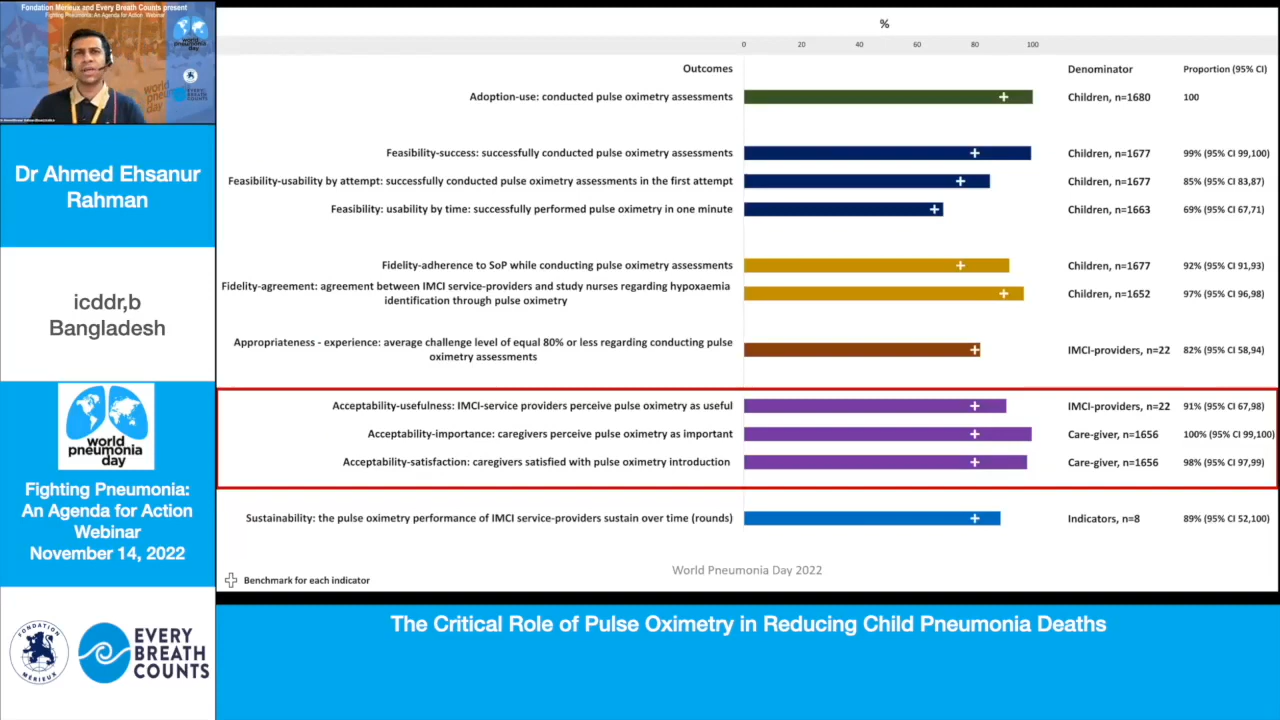 Fondation Mérieux and Every Breath Counts present
Fighting Pneumonia: An Agenda for Action Webinar
world
pneumonia
day
Dr Ahmed Ehsanur
Rahman
icddr,b
Bangladesh
world
pneumonia
day
Fighting Pneumonia:
An Agenda for Action
Webinar
November 14, 2022
FONDATION
MÉRIEUX
EVERY
BREATH
COUNTS
%
0 20 40 60 80 100
Outcomes Denominator Proportion (95% CI)
Adoption-use: conducted pulse oximetry assessments Children, n=1680 100
Feasibility-success: successfully conducted pulse oximetry assessments Children, n=1677 99% (95% CI 99,100)
Feasibility-usability by attempt: successfully conducted pulse oximetry assessments in the first attempt Children, n=1677 85% (95% CI 83,87)
Feasibility: usability by time: successfully performed pulse oximetry in one minute Children, n=1663 69% (95% CI 67,71)
Fidelity-adherence to SoP while conducting pulse oximetry assessments Children, n=1677 92% (95% CI 91,93)
Fidelity-agreement: agreement between IMCI service-providers and study nurses regarding hypoxaemia
identification through pulse oximetry Children, n=1652 97% (95% CI 96,98)
Appropriateness - experience: average challenge level of equal 80% or less regarding conducting pulse
oximetry assessments IMCI-providers, n=22 82% (95% CI 58,94)
Acceptability-usefulness: IMCI-service providers perceive pulse oximetry as useful IMCI-providers, n=22 91% (95% CI 67,98)
Acceptability-importance: caregivers perceive pulse oximetry as important Care-giver, n=1656 100% (95% CI 99,100)
Acceptability-satisfaction: caregivers satisfied with pulse oximetry introduction Care-giver, n=1656 98% (95% CI 97,99)
Sustainability: the pulse oximetry performance of IMCI service-providers sustain over time (rounds) Indicators, n=8 89% (95% CI 52,100)
World Pneumonia Day 2022
Benchmark for each indicator
The Critical Role of Pulse Oximetry in Reducing Child Pneumonia Deaths